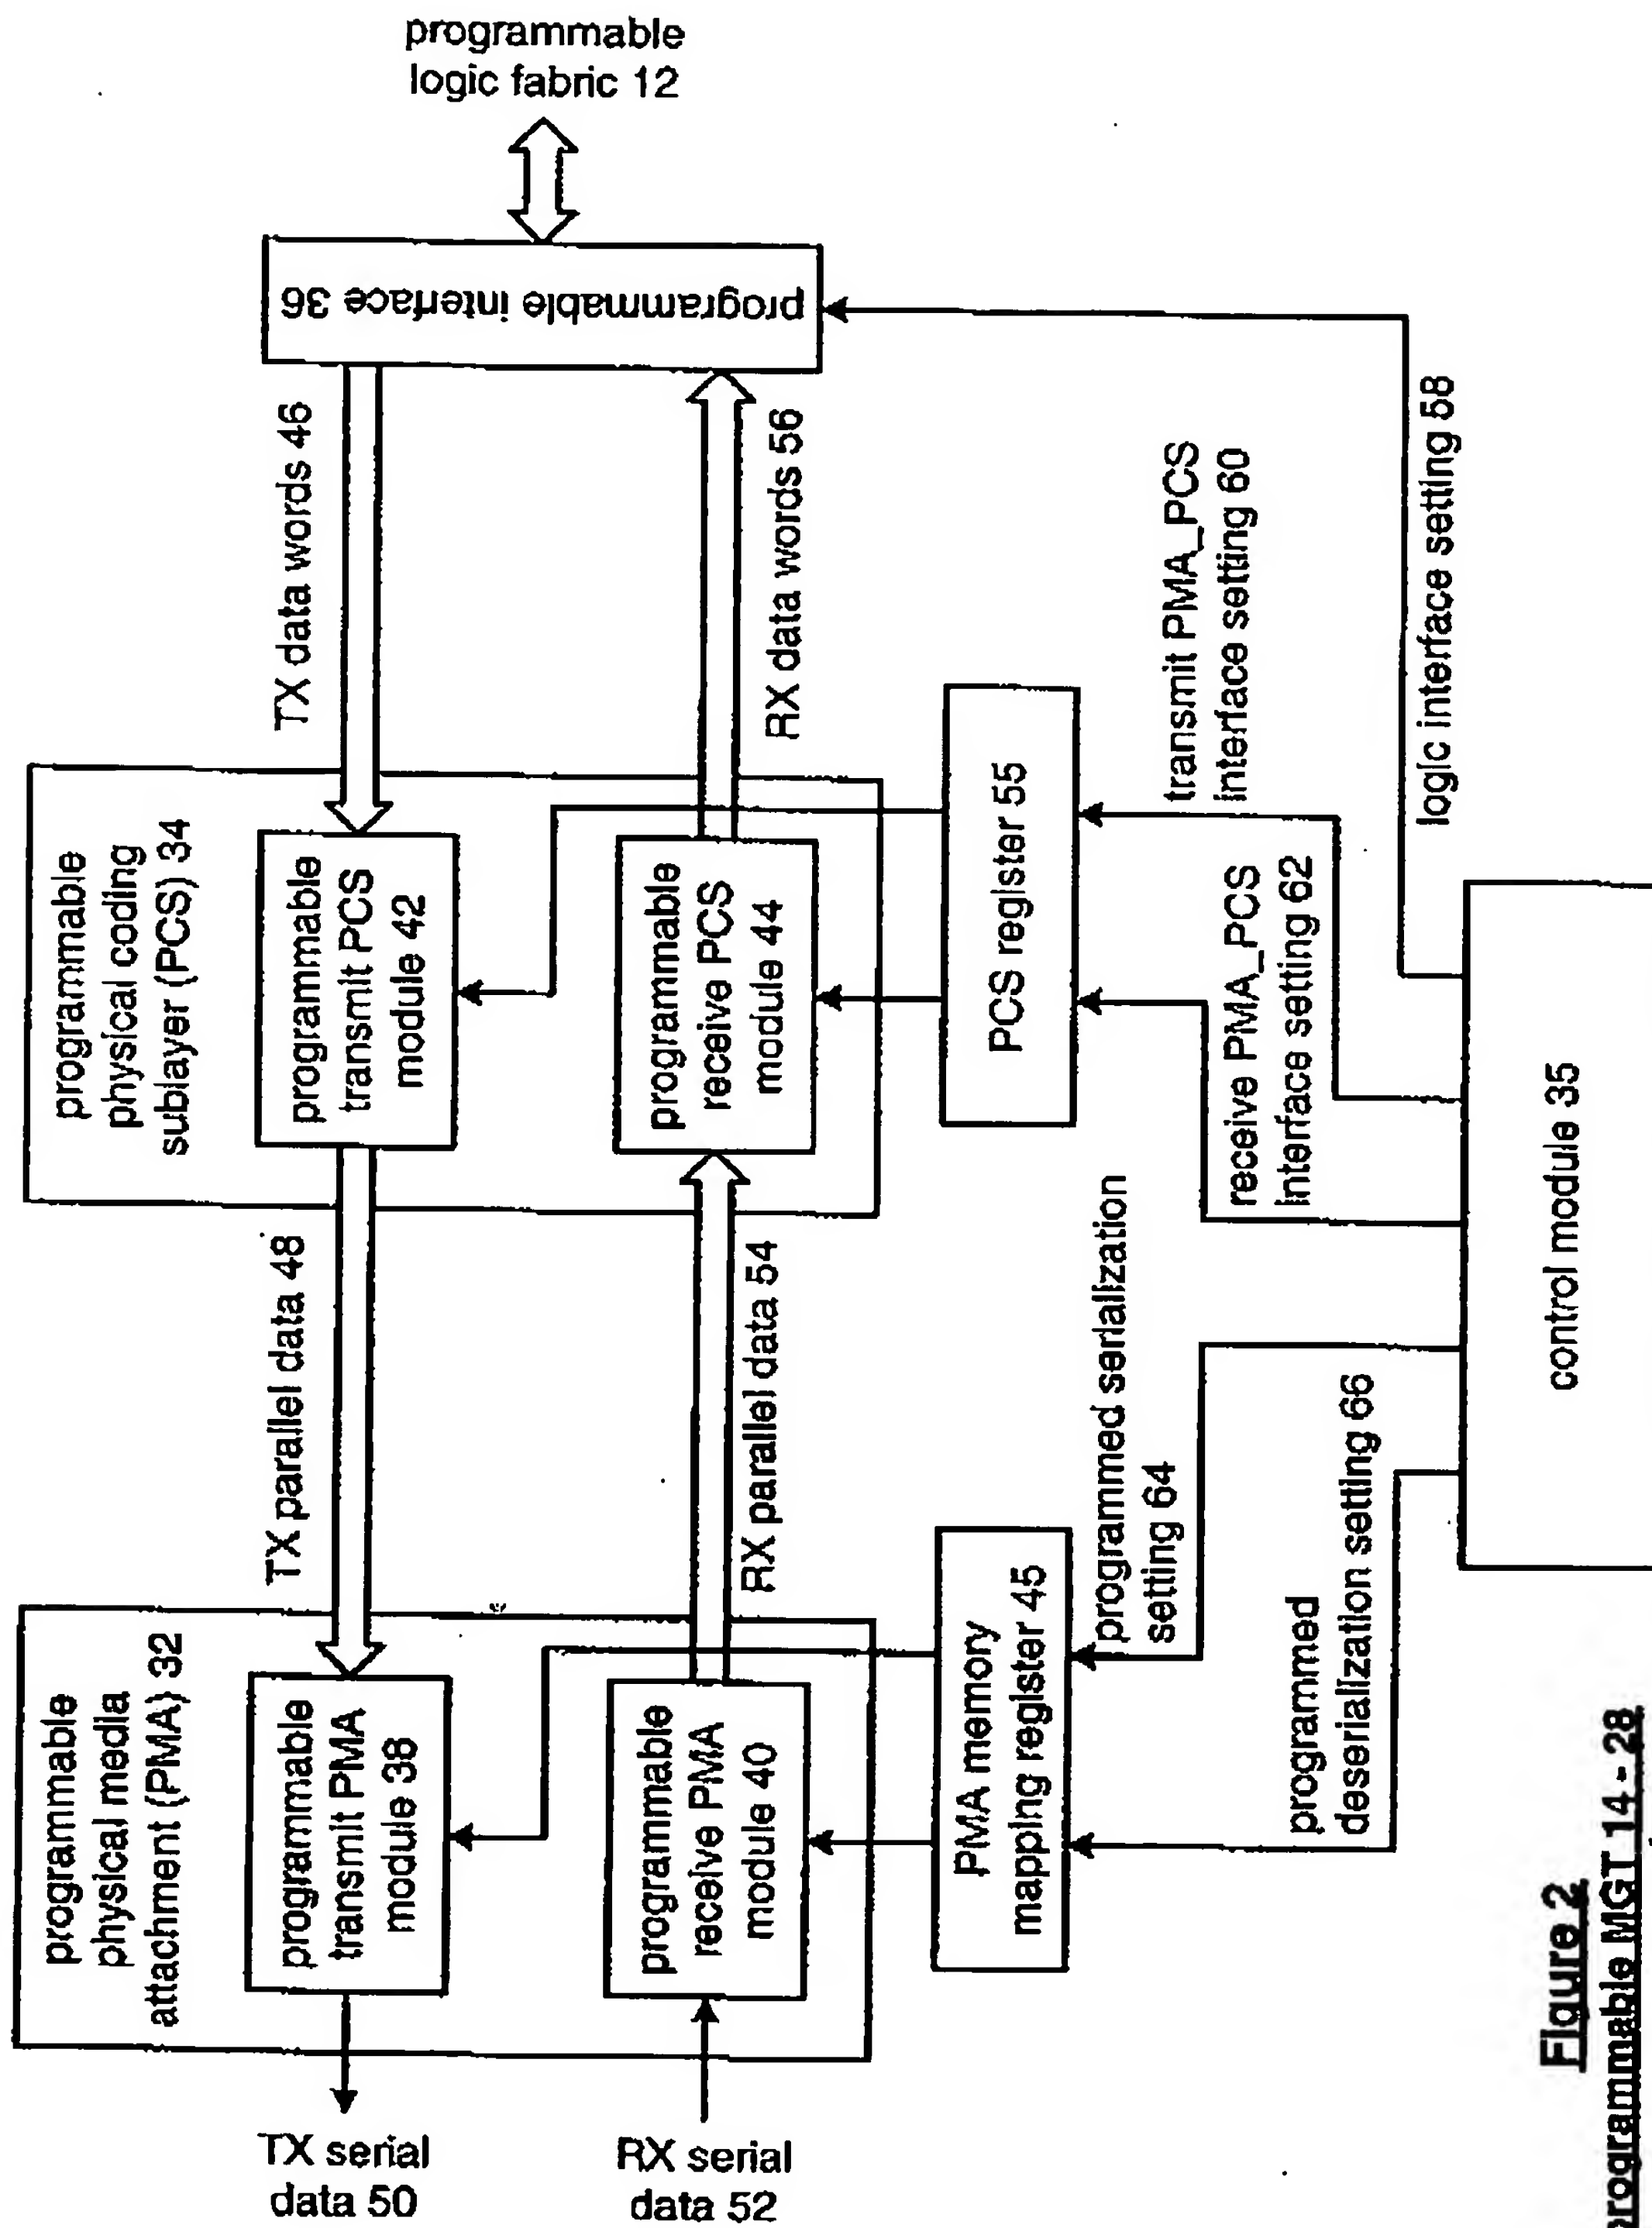 programmable
logic fabric 12
programmable interface 36
TX data words 46
RX data words 56
programmable
physical coding
sublayer (PCS) 34
programmable
transmit PCS
module 42
programmable
receive PCS
module 44
PCS register 55
transmit PMA_PCS
interface setting 60
receive PMA_PCS
interface setting 62
logic interface setting 58
TX parallel data 48
RX parallel data 54
programmable
physical media
attachment (PMA) 32
programmable
transmit PMA
module 38
programmable
receive PMA
module 40
PMA memory
mapping register 45
programmed serialization
setting 64
programmed
deserialization setting 66
control module 35
TX serial
data 50
RX serial
data 52
Figure 2
programmable MGT 14 - 28